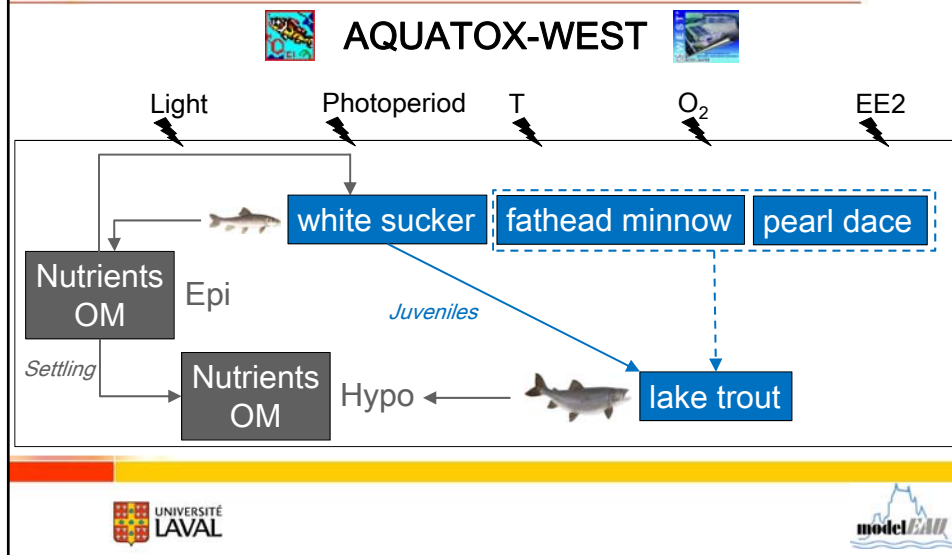 AQUATOX-WEST
Light Photoperiod T O₂ EE2
white sucker fathead minnow pearl dace
Nutrients
OM
Epi
Juveniles
Settling
Nutrients
OM
Hypo
lake trout
UNIVERSITÉ
LAVAL
modelEAU